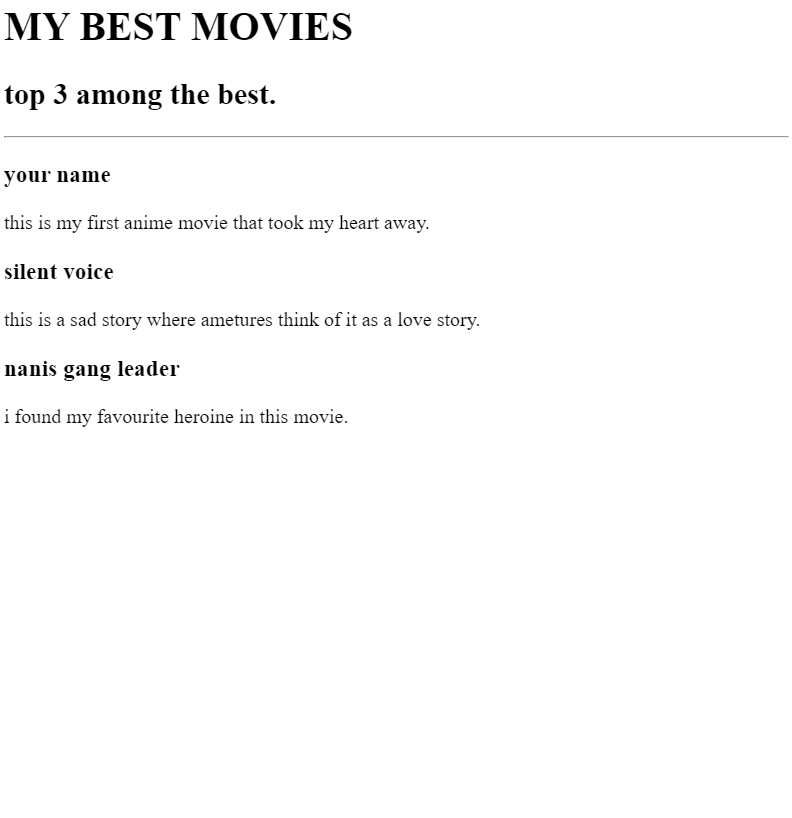 MY BEST MOVIES
top 3 among the best.
your name
this is my first anime movie that took my heart away.
silent voice
this is a sad story where ametures think of it as a love story.
nanis gang leader
i found my favourite heroine in this movie.